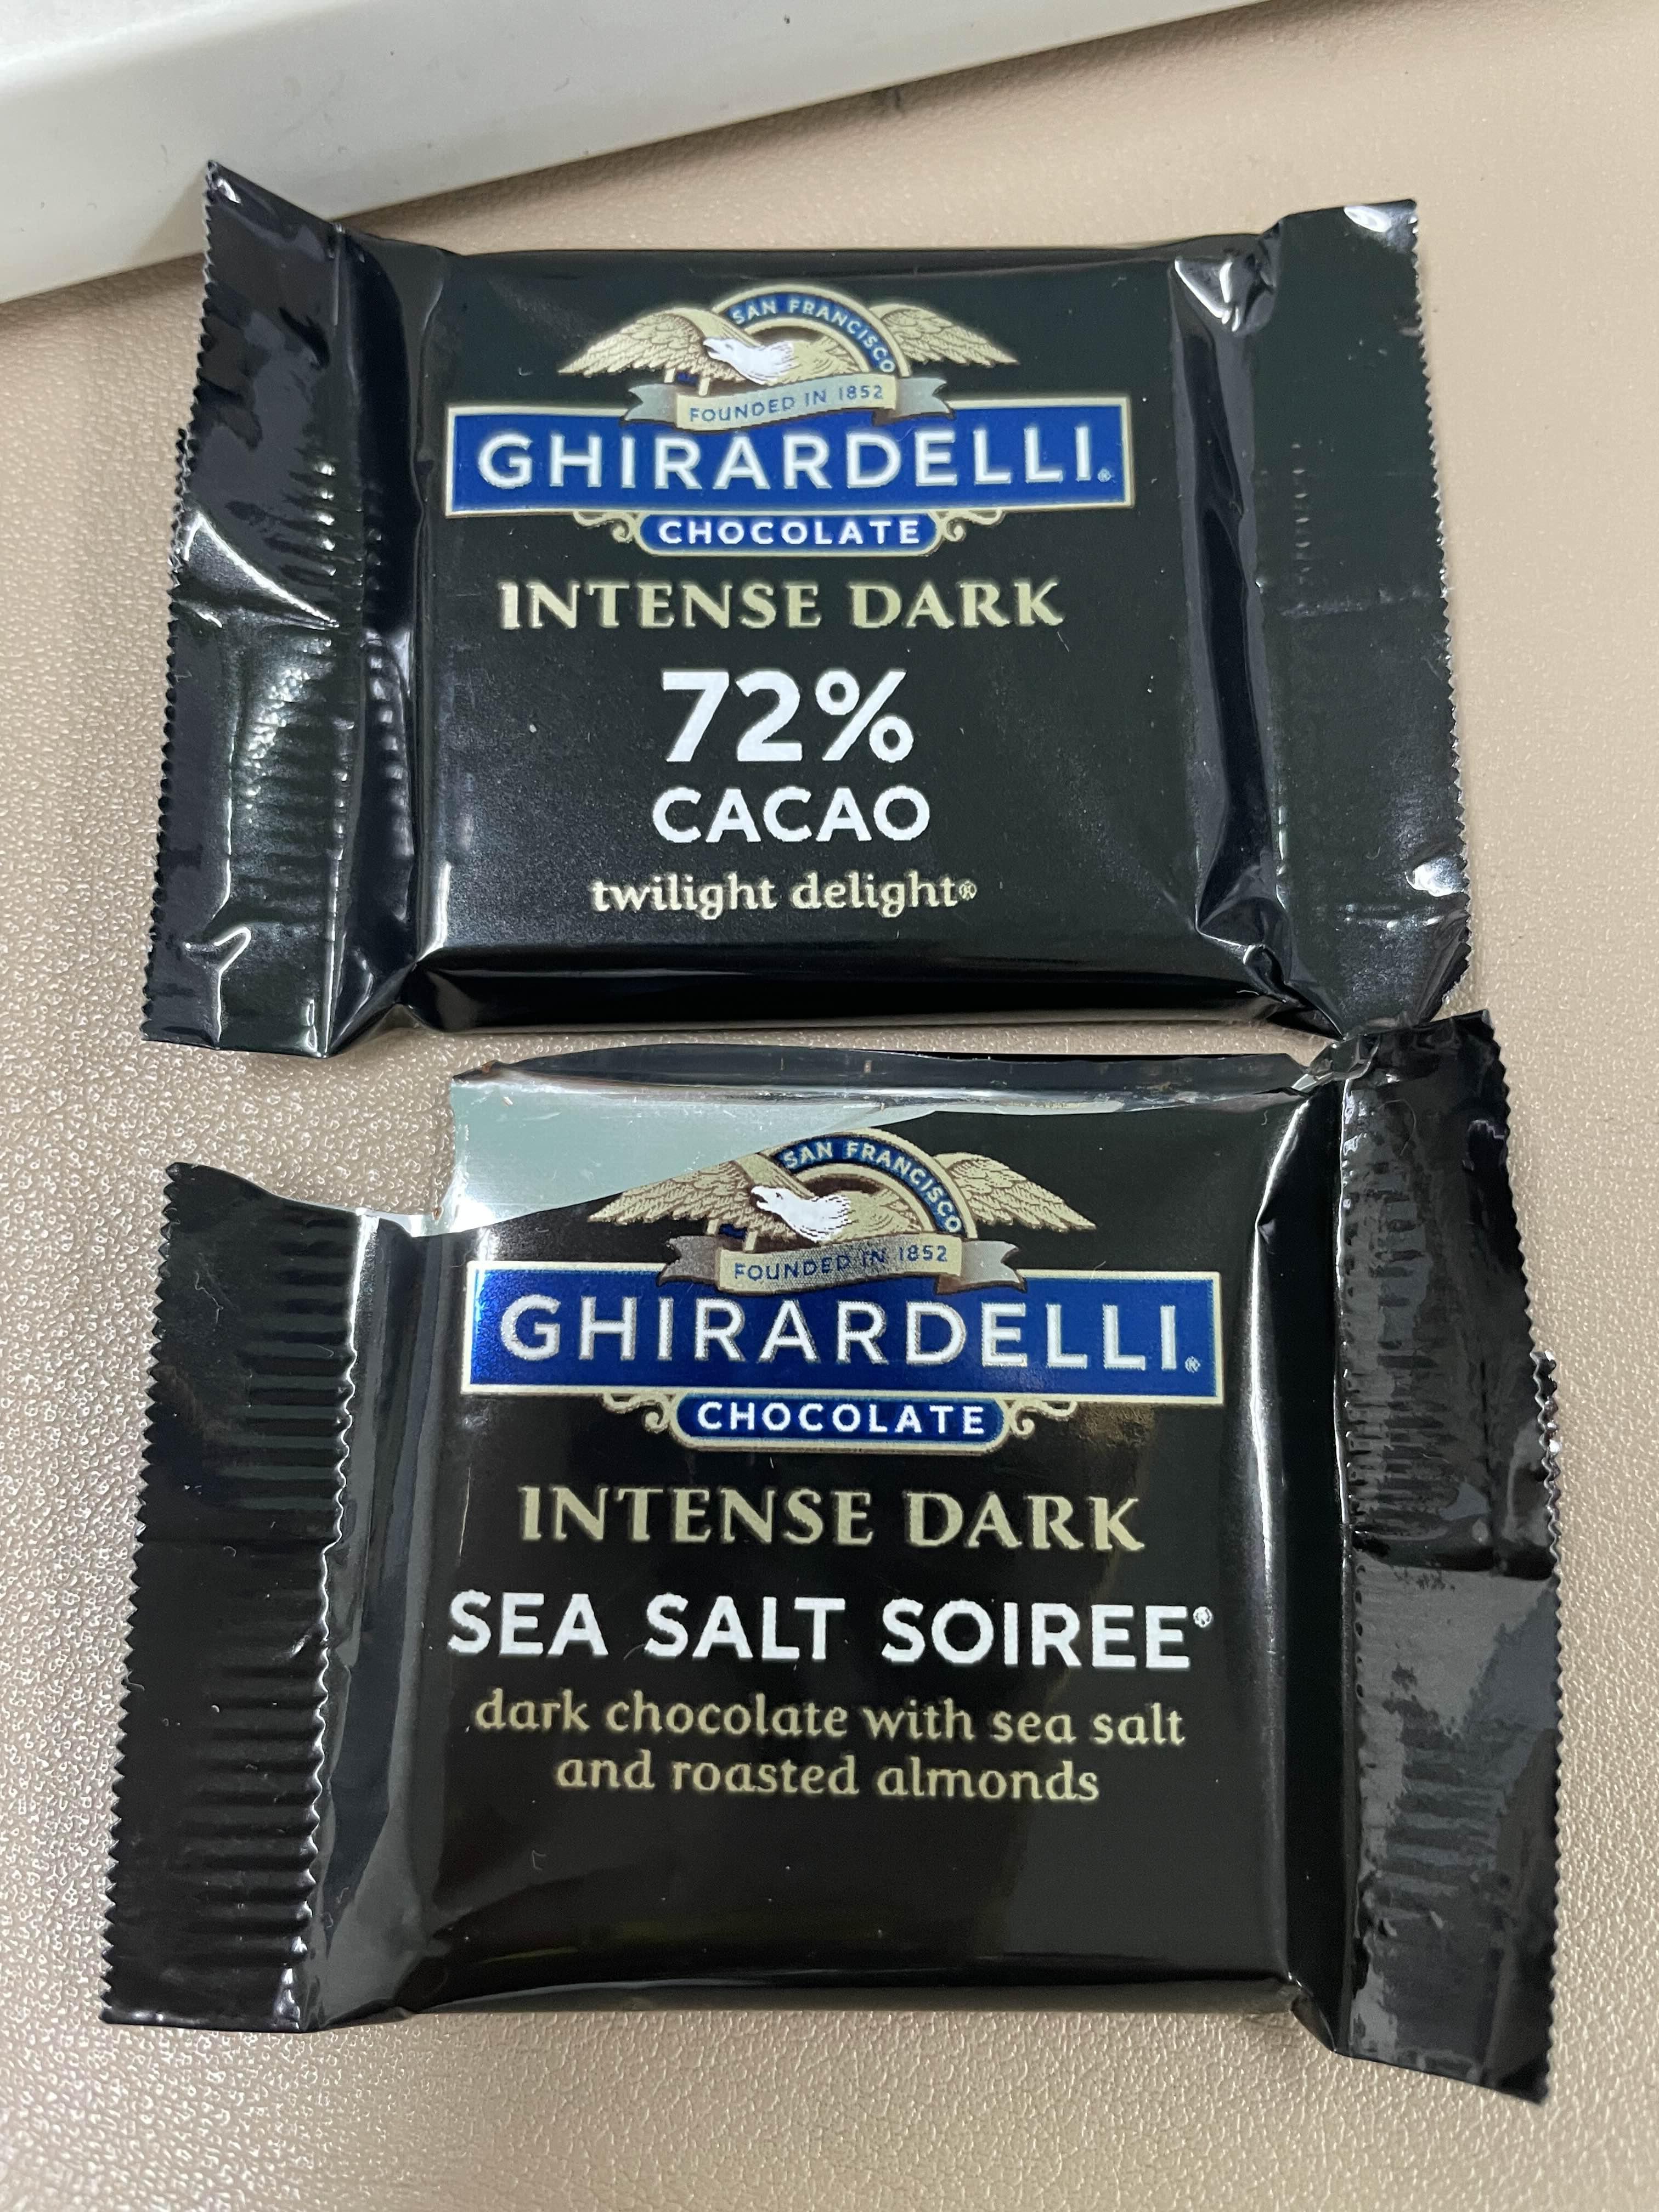 SAN FRANCISCO
FOUNDED IN 1852
GHIRARDELLI®
CHOCOLATE
INTENSE DARK
72%
CACAO
twilight delight®
SAN FRANCISCO
FOUNDED IN 1852
GHIRARDELLI®
CHOCOLATE
INTENSE DARK
SEA SALT SOIREE®
dark chocolate with sea salt
and roasted almonds